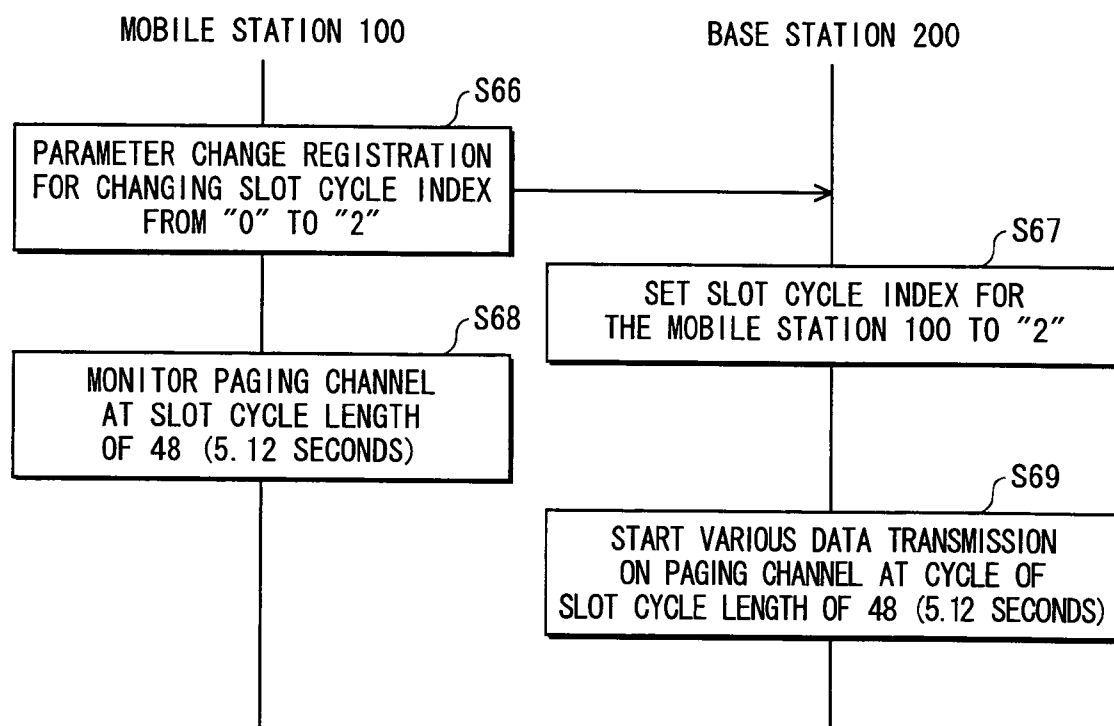 MOBILE STATION 100
BASE STATION 200
S66
PARAMETER CHANGE REGISTRATION
FOR CHANGING SLOT CYCLE INDEX
FROM "0" TO "2"
S67
SET SLOT CYCLE INDEX FOR
THE MOBILE STATION 100 TO "2"
S68
MONITOR PAGING CHANNEL
AT SLOT CYCLE LENGTH
OF 48 (5.12 SECONDS)
S69
START VARIOUS DATA TRANSMISSION
ON PAGING CHANNEL AT CYCLE OF
SLOT CYCLE LENGTH OF 48 (5.12 SECONDS)